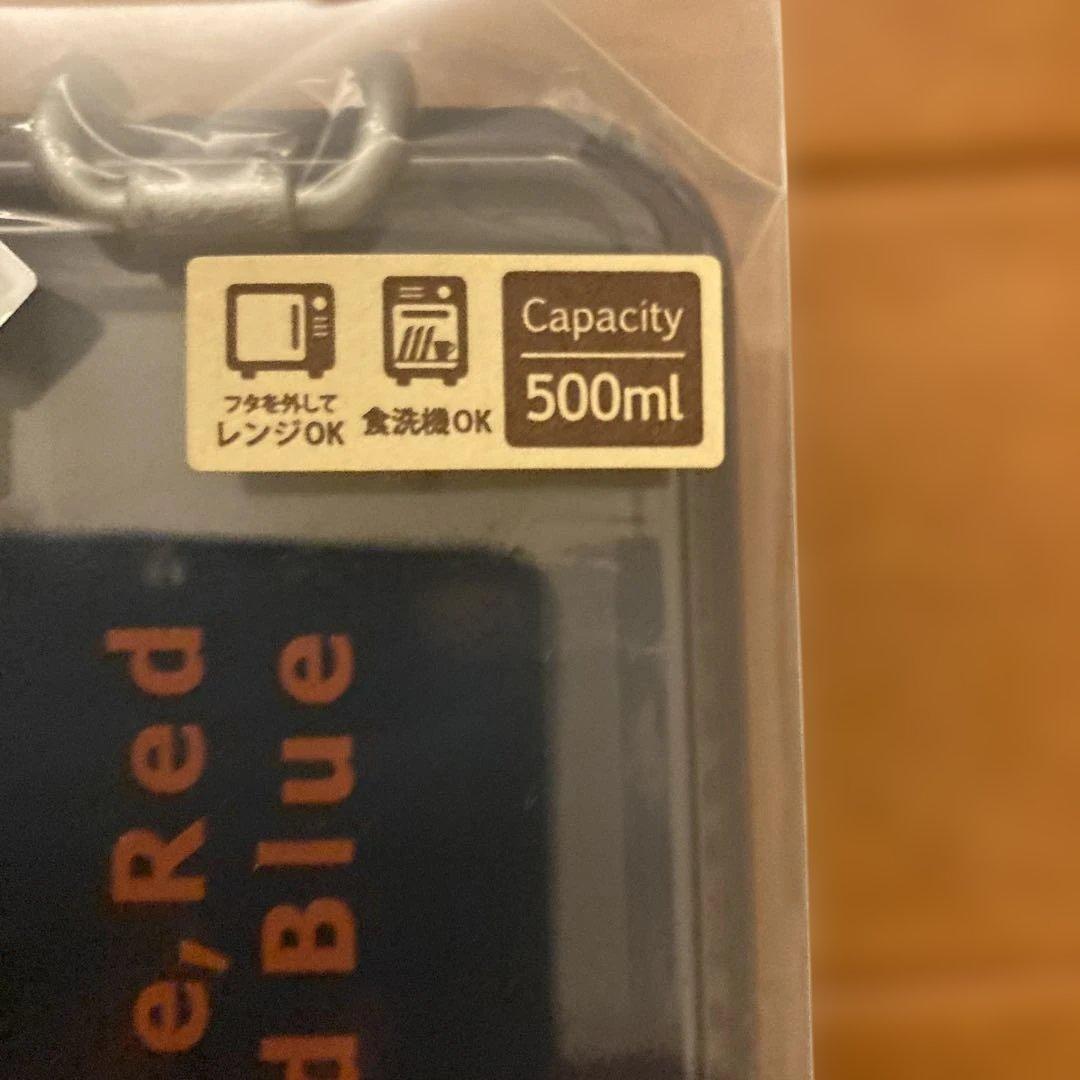 フタを外して
レンジOK
食洗機OK
Capacity
500ml
e, Red
d Blue